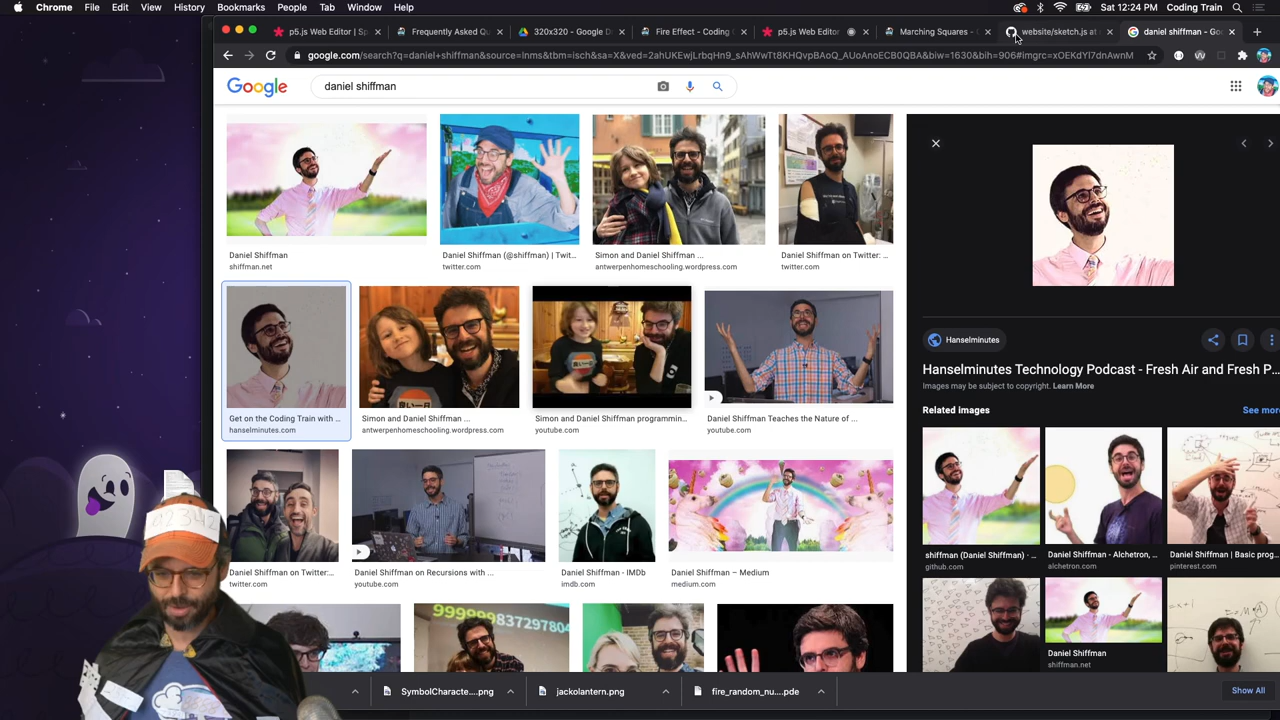 Chrome File Edit View History Bookmarks People Tab Window Help
Sat 12:24 PM Coding Train
p5.js Web Editor | Sp
Frequently Asked Qu
320x320 - Google D
Fire Effect - Coding
p5.js Web Editor
Marching Squares -
website/sketch.js at
daniel shiffman - Go
google.com/search?q=daniel+shiffman&source=lnms&tbm=isch&sa=X&ved=2ahUKEwjLrbqHn9_sAhWwTt8KHQvpBAoQ_AUoAnoECB0QBA&biw=1630&bih=906#imgrc=xOEKdYI7dnAwnM
Google
daniel shiffman
Daniel Shiffman
shiffman.net
Daniel Shiffman (@shiffman) | Twit...
twitter.com
Simon and Daniel Shiffman ...
antwerpenhomeschooling.wordpress.com
Daniel Shiffman on Twitter: ...
twitter.com
Get on the Coding Train with ...
hanselminutes.com
Simon and Daniel Shiffman ...
antwerpenhomeschooling.wordpress.com
Simon and Daniel Shiffman programmin...
youtube.com
Daniel Shiffman Teaches the Nature of ...
youtube.com
Daniel Shiffman on Twitter:...
twitter.com
Daniel Shiffman on Recursions with ...
youtube.com
Daniel Shiffman - IMDb
imdb.com
Daniel Shiffman – Medium
medium.com
999999837297804
Hanselminutes
Hanselminutes Technology Podcast - Fresh Air and Fresh P...
Images may be subject to copyright. Learn More
Related images
See more
shiffman (Daniel Shiffman) · ...
github.com
Daniel Shiffman - Alchetron, ...
alchetron.com
Daniel Shiffman | Basic prog...
pinterest.com
Daniel Shiffman
shiffman.net
02342
SymbolCharacte....png
jackolantern.png
fire_random_nu....pde
Show All